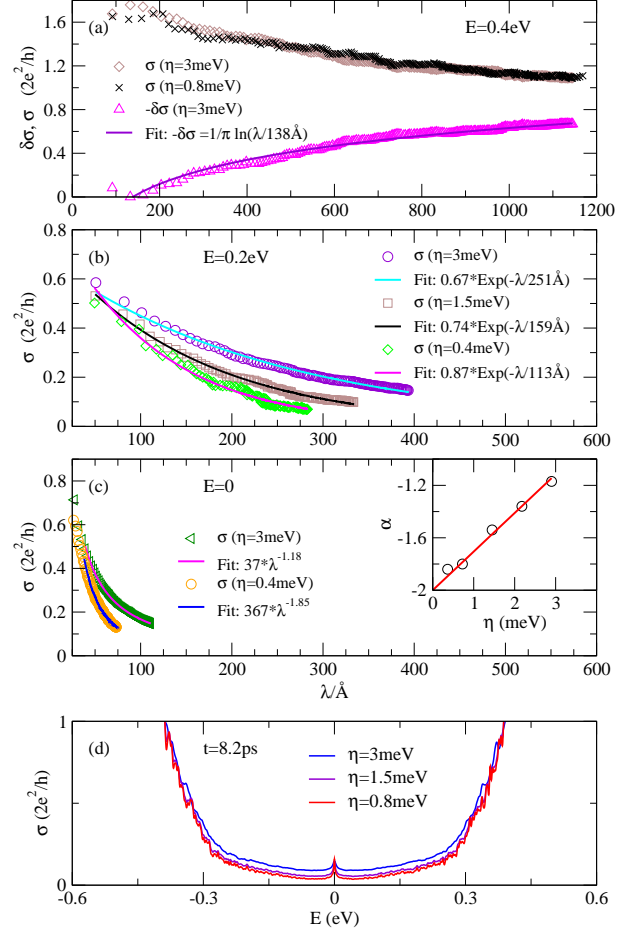 (a)
E=0.4eV
δσ, σ (2e²/h)
1.6
1.2
0.8
0.4
0
σ (η=3meV)
σ (η=0.8meV)
-δσ (η=3meV)
Fit: -δσ =1/π ln(λ/138Å)
0 200 400 600 800 1000 1200
(b)
E=0.2eV
σ (2e²/h)
0.8
0.6
0.4
0.2
0
σ (η=3meV)
Fit: 0.67*Exp(-λ/251Å)
σ (η=1.5meV)
Fit: 0.74*Exp(-λ/159Å)
σ (η=0.4meV)
Fit: 0.87*Exp(-λ/113Å)
100 200 300 400 500 600
(c)
E=0
σ (2e²/h)
0.8
0.6
0.4
0.2
0
σ (η=3meV)
Fit: 37*λ^-1.18
σ (η=0.4meV)
Fit: 367*λ^-1.85
α
-1.2
-1.6
-2
0 1 2 3
η (meV)
100 200 300 400 500 600
λ/Å
(d)
t=8.2ps
σ (2e²/h)
1
0
η=3meV
η=1.5meV
η=0.8meV
-0.6 -0.3 0 0.3 0.6
E (eV)